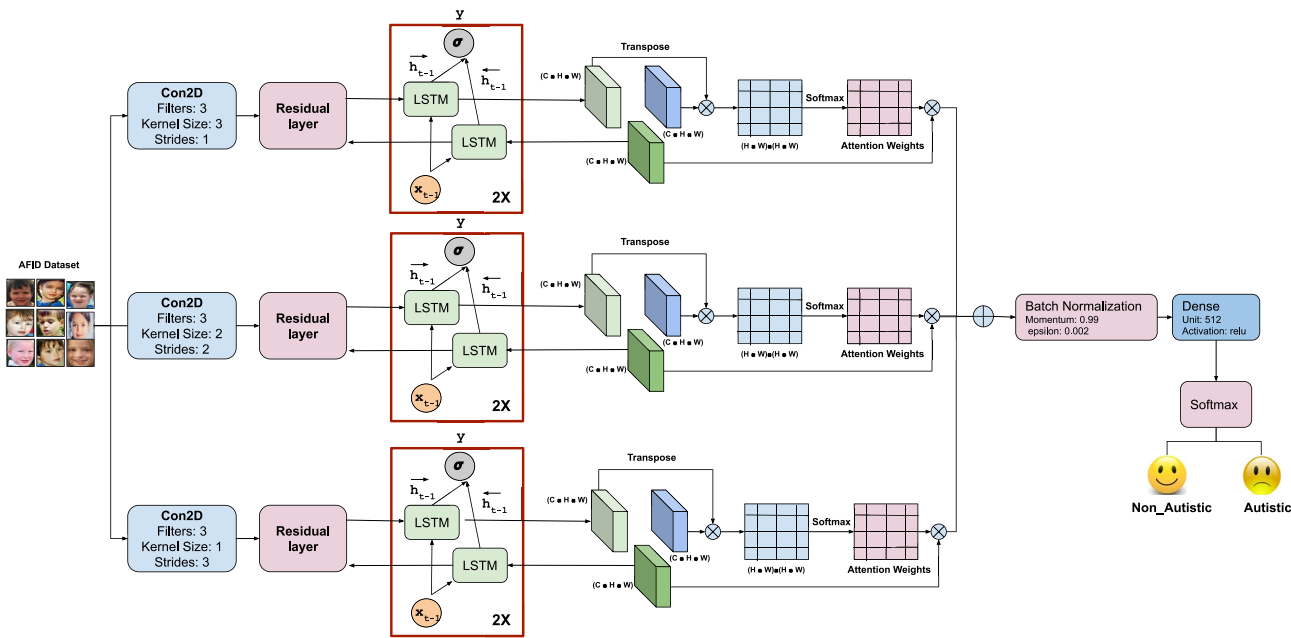 AFID Dataset
Con2D
Filters: 3
Kernel Size: 3
Strides: 1
Residual
layer
y
σ
h t-1
h t-1
LSTM
LSTM
x t-1
2X
Transpose
(C ■ H ■ W)
(C ■ H ■ W)
(C ■ H ■ W)
(H ■ W)■(H ■ W)
Softmax
Attention Weights
Con2D
Filters: 3
Kernel Size: 2
Strides: 2
Residual
layer
y
σ
h t-1
h t-1
LSTM
LSTM
x t-1
2X
Transpose
(C ■ H ■ W)
(C ■ H ■ W)
(C ■ H ■ W)
(H ■ W)■(H ■ W)
Softmax
Attention Weights
Con2D
Filters: 3
Kernel Size: 1
Strides: 3
Residual
layer
y
σ
h t-1
h t-1
LSTM
LSTM
x t-1
2X
Transpose
(C ■ H ■ W)
(C ■ H ■ W)
(C ■ H ■ W)
(H ■ W)■(H ■ W)
Softmax
Attention Weights
Batch Normalization
Momentum: 0.99
epsilon: 0.002
Dense
Unit: 512
Activation: relu
Softmax
Non_Autistic
Autistic